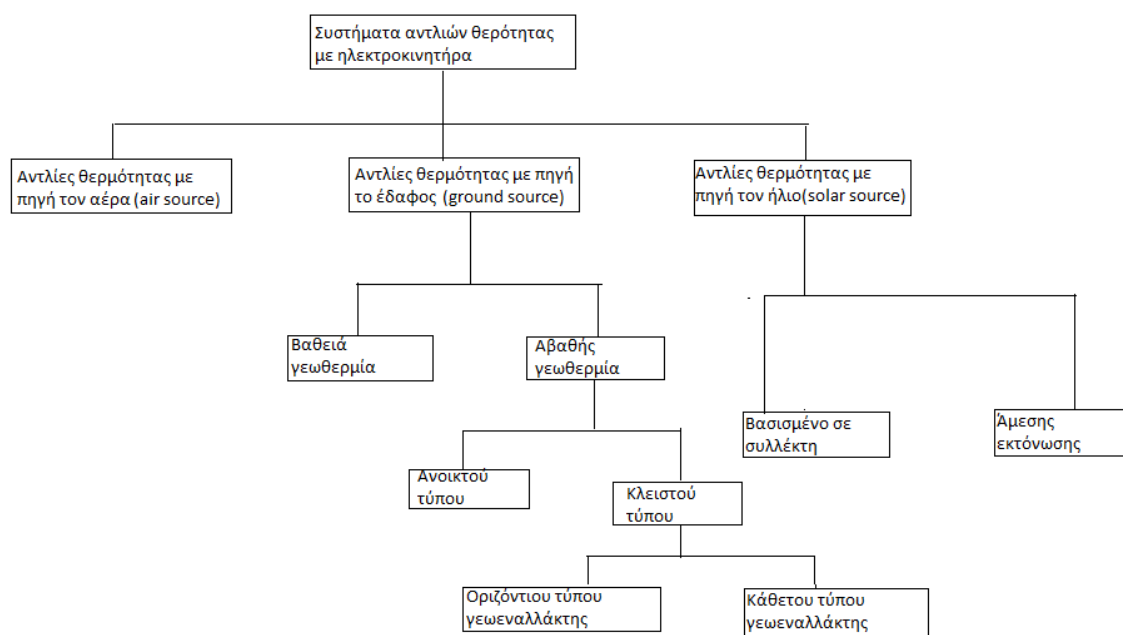 Συστήματα αντλιών θερότητας
με ηλεκτροκινητήρα
Αντλίες θερμότητας με
πηγή τον αέρα (air source)
Αντλίες θερμότητας με πηγή
το έδαφος (ground source)
Αντλίες θερμότητας με
πηγή τον ήλιο(solar source)
Βαθειά
γεωθερμία
Αβαθής
γεωθερμία
Βασισμένο σε
συλλέκτη
Άμεσης
εκτόνωσης
Ανοικτού
τύπου
Κλειστού
τύπου
Οριζόντιου τύπου
γεωεναλλάκτης
Κάθετου τύπου
γεωεναλλάκτης